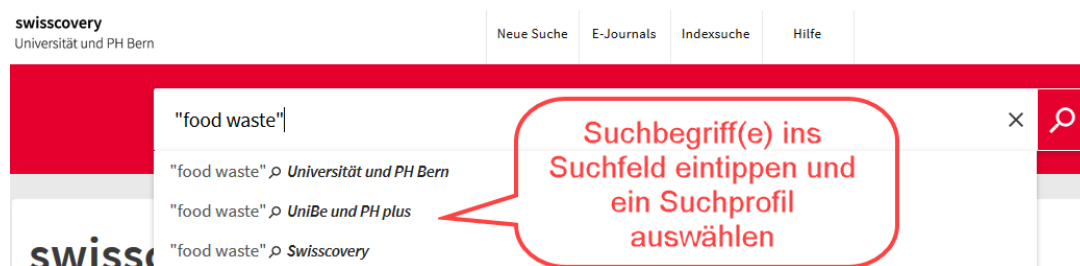 swisscovery
Universität und PH Bern
Neue Suche E-Journals Indexsuche Hilfe
"food waste"
"food waste" Universität und PH Bern
"food waste" UniBe und PH plus
"food waste" Swisscovery
Suchbegriff(e) ins
Suchfeld eintippen und
ein Suchprofil
auswählen